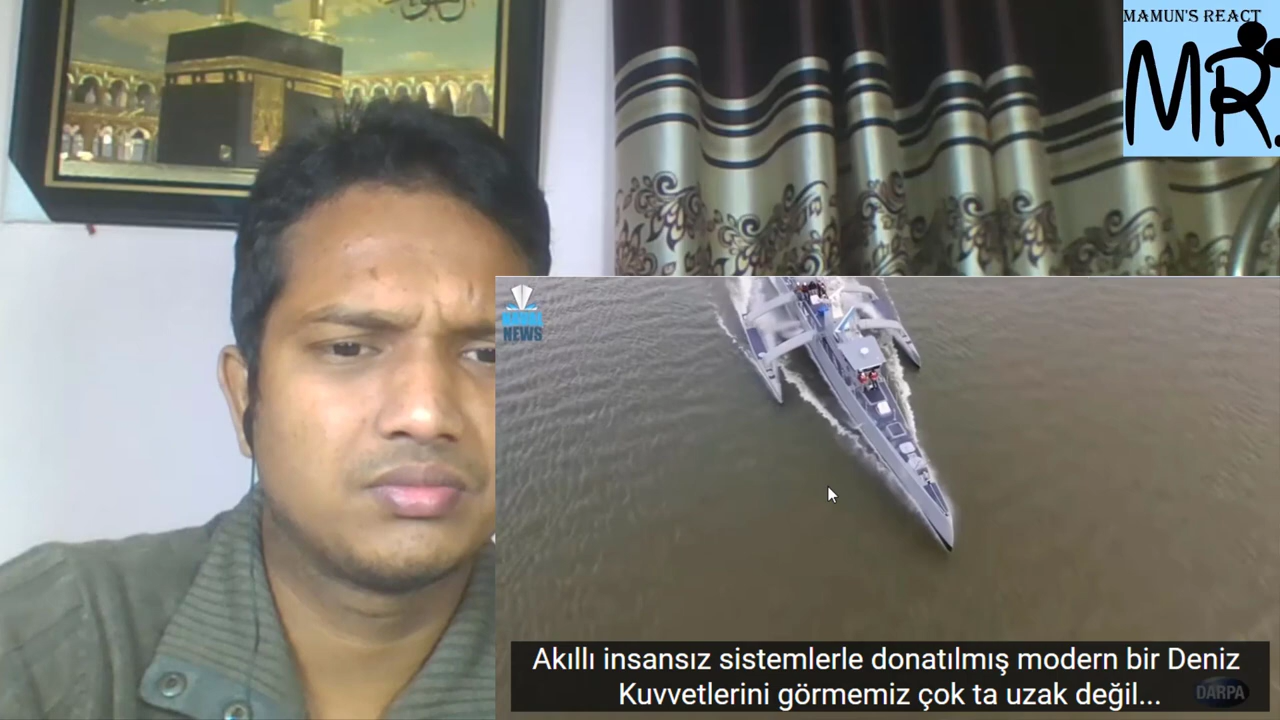 MAMUN'S REACT
MR.
NEWS
Akıllı insansız sistemlerle donatılmış modern bir Deniz
Kuvvetlerini görmemiz çok ta uzak değil...
DARPA